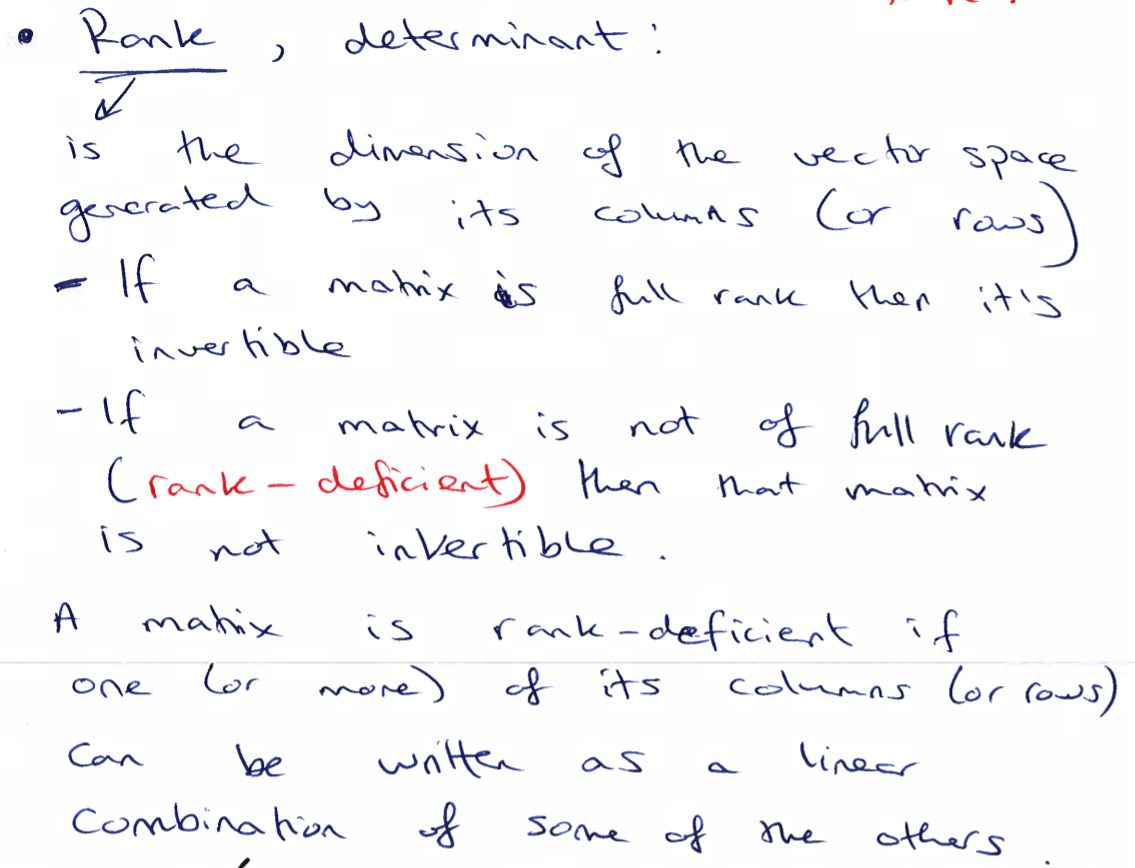 • Rank , determinant :
is the dimension of the vector space
generated by its columns (or rows)
- If a matrix is full rank then it's
invertible
- If a matrix is not of full rank
(rank-deficient) then that matrix
is not invertible .
A matrix is rank-deficient if
one (or more) of its columns (or rows)
can be written as a linear
combination of some of the others .